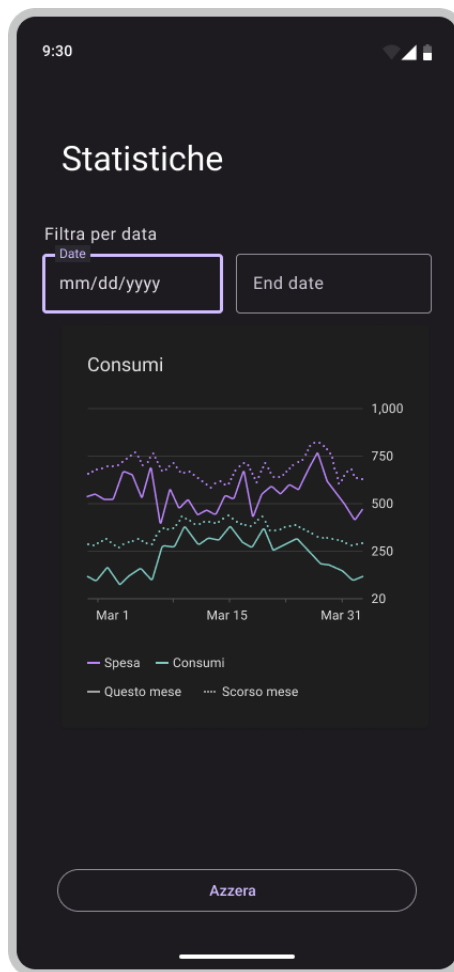 9:30
Statistiche
Filtra per data
Date
mm/dd/yyyy
End date
Consumi
1,000
750
500
250
20
Mar 1 Mar 15 Mar 31
Spesa Consumi
Questo mese Scorso mese
Azzera